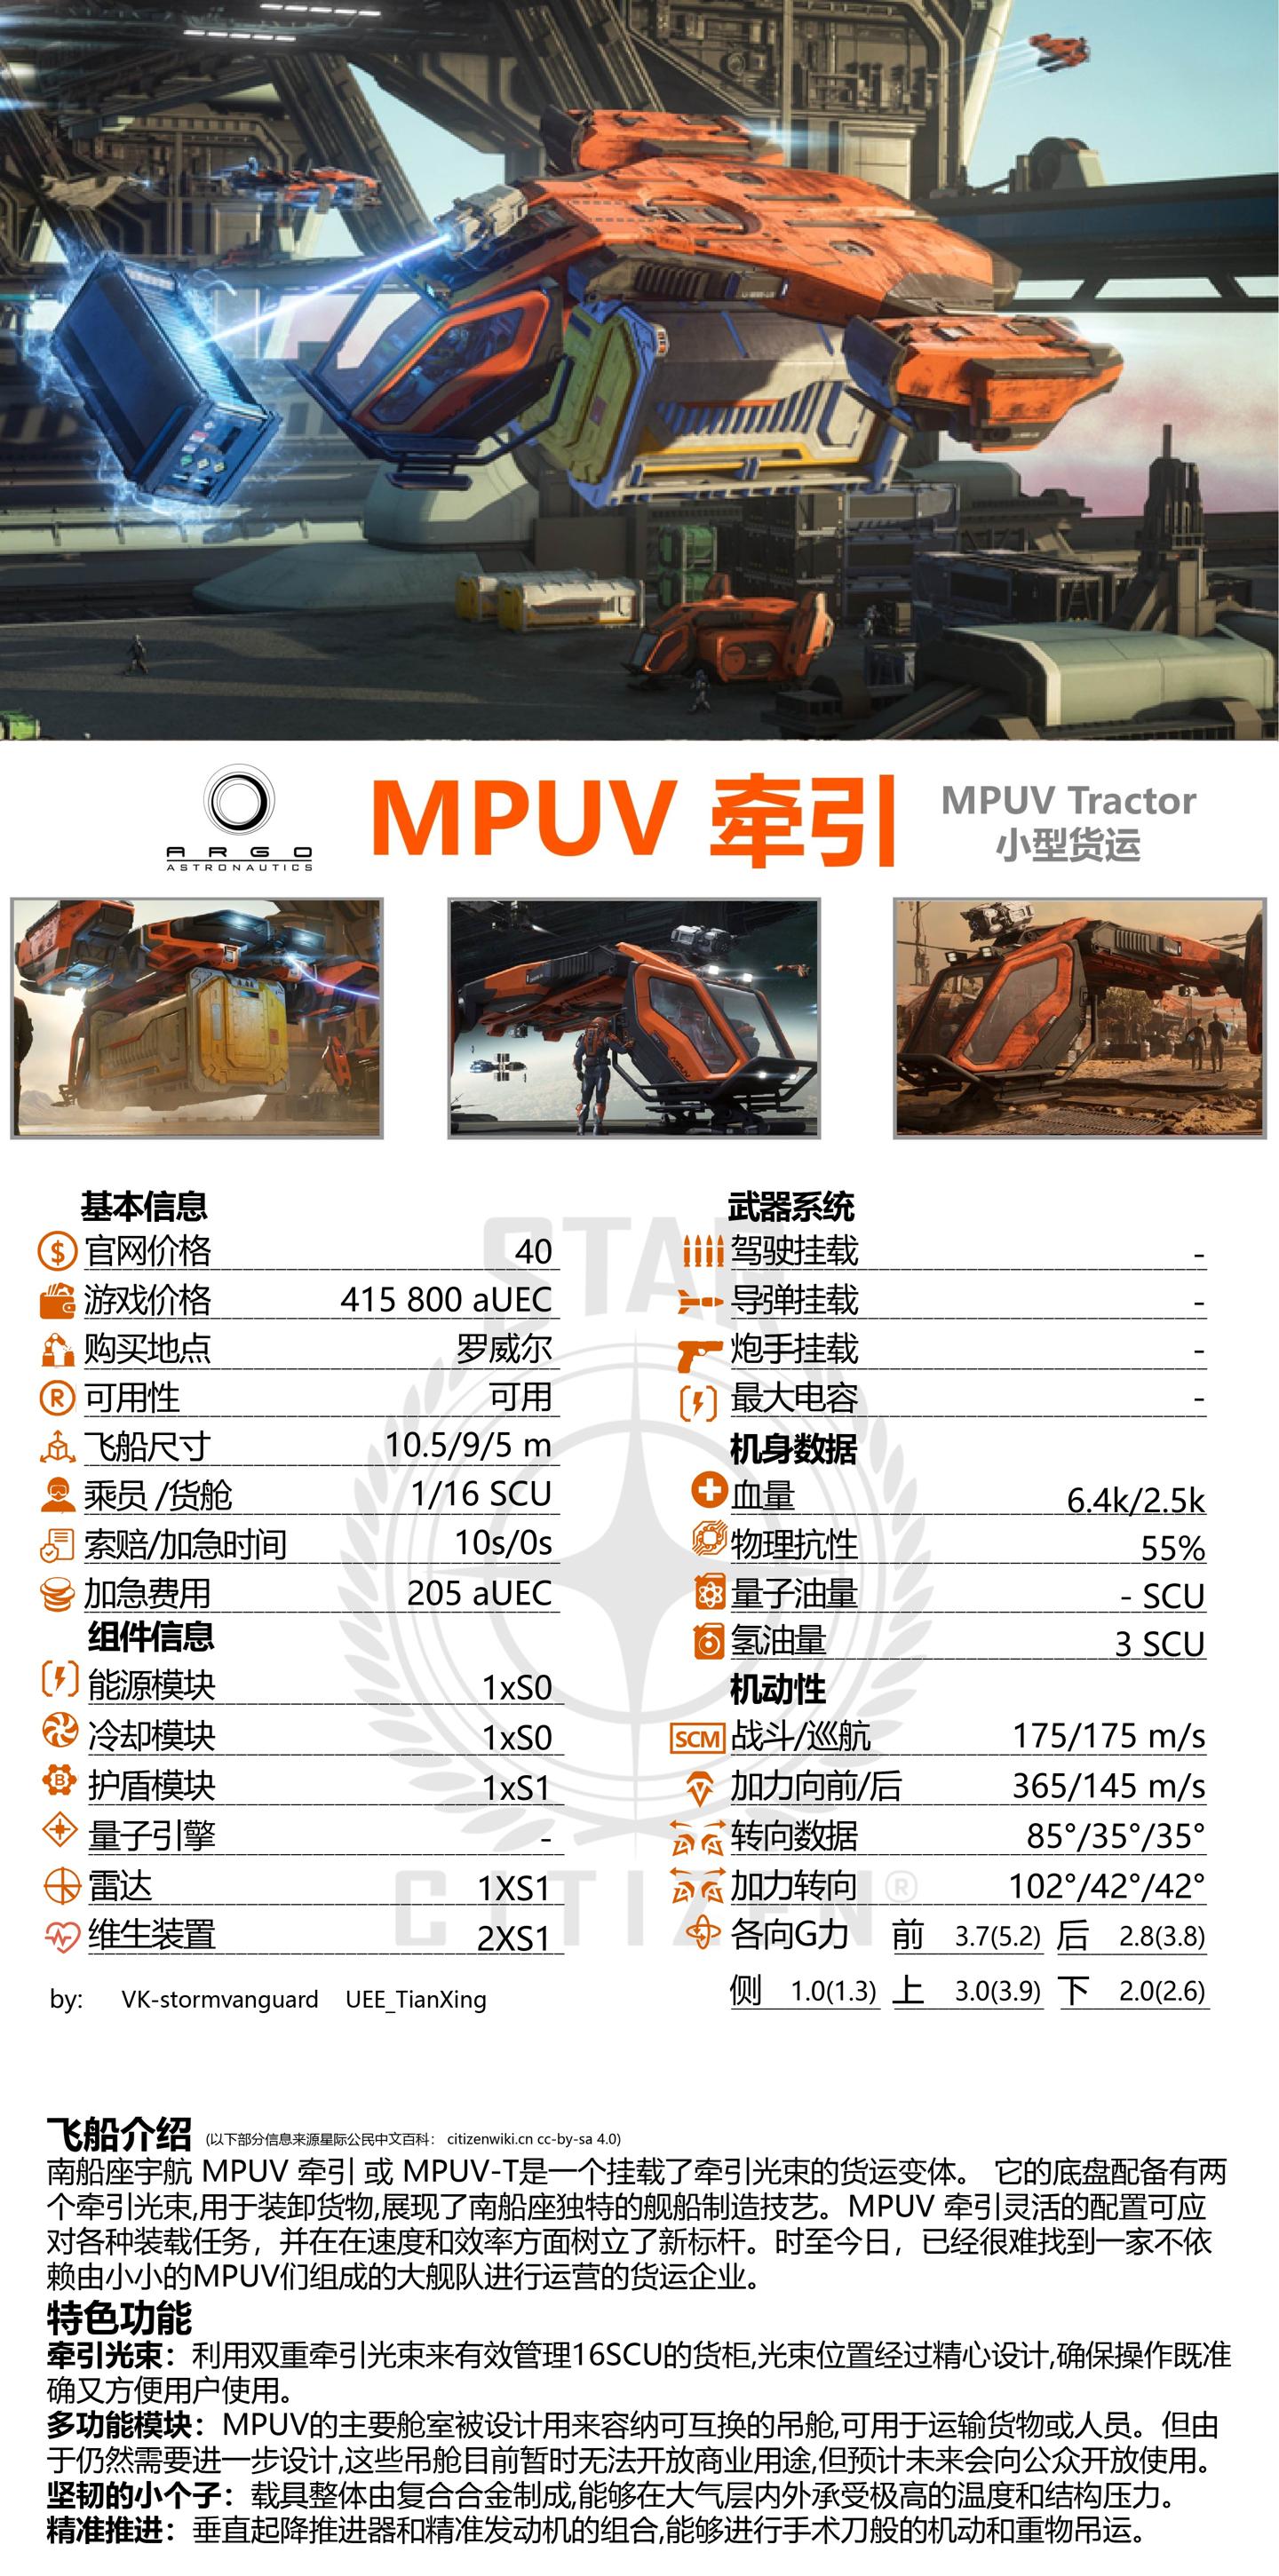 ARGO
ASTRONAUTICS
MPUV 牵引
MPUV Tractor
小型货运
基本信息
官网价格 40
游戏价格 415 800 aUEC
购买地点 罗威尔
可用性 可用
飞船尺寸 10.5/9/5 m
乘员 /货舱 1/16 SCU
索赔/加急时间 10s/0s
加急费用 205 aUEC
组件信息
能源模块 1xS0
冷却模块 1xS0
护盾模块 1xS1
量子引擎 -
雷达 1XS1
维生装置 2XS1
by: VK-stormvanguard UEE_TianXing
武器系统
驾驶挂载 -
导弹挂载 -
炮手挂载 -
最大电容 -
机身数据
血量 6.4k/2.5k
物理抗性 55%
量子油量 - SCU
氢油量 3 SCU
机动性
SCM 战斗/巡航 175/175 m/s
加力向前/后 365/145 m/s
转向数据 85°/35°/35°
加力转向 102°/42°/42°
各向G力 前 3.7(5.2) 后 2.8(3.8)
侧 1.0(1.3) 上 3.0(3.9) 下 2.0(2.6)
STAR
CITIZEN®
飞船介绍 (以下部分信息来源星际公民中文百科： citizenwiki.cn cc-by-sa 4.0)
南船座宇航 MPUV 牵引 或 MPUV-T是一个挂载了牵引光束的货运变体。 它的底盘配备有两
个牵引光束,用于装卸货物,展现了南船座独特的舰船制造技艺。MPUV 牵引灵活的配置可应
对各种装载任务，并在在速度和效率方面树立了新标杆。时至今日，已经很难找到一家不依
赖由小小的MPUV们组成的大舰队进行运营的货运企业。
特色功能
牵引光束：利用双重牵引光束来有效管理16SCU的货柜,光束位置经过精心设计,确保操作既准
确又方便用户使用。
多功能模块：MPUV的主要舱室被设计用来容纳可互换的吊舱,可用于运输货物或人员。但由
于仍然需要进一步设计,这些吊舱目前暂时无法开放商业用途,但预计未来会向公众开放使用。
坚韧的小个子：载具整体由复合合金制成,能够在大气层内外承受极高的温度和结构压力。
精准推进：垂直起降推进器和精准发动机的组合,能够进行手术刀般的机动和重物吊运。